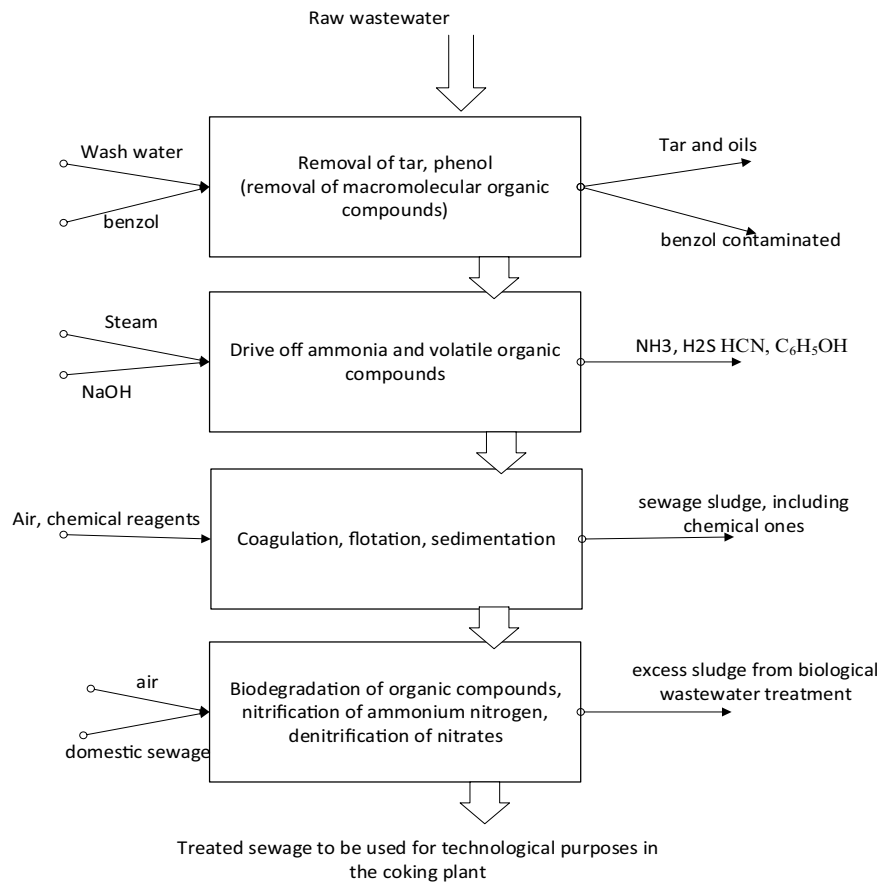 Raw wastewater
Wash water
benzol
Removal of tar, phenol
(removal of macromolecular organic
compounds)
Tar and oils
benzol contaminated
Steam
NaOH
Drive off ammonia and volatile organic
compounds
NH3, H2S HCN, C₆H₅OH
Air, chemical reagents
Coagulation, flotation, sedimentation
sewage sludge, including
chemical ones
air
domestic sewage
Biodegradation of organic compounds,
nitrification of ammonium nitrogen,
denitrification of nitrates
excess sludge from biological
wastewater treatment
Treated sewage to be used for technological purposes in
the coking plant